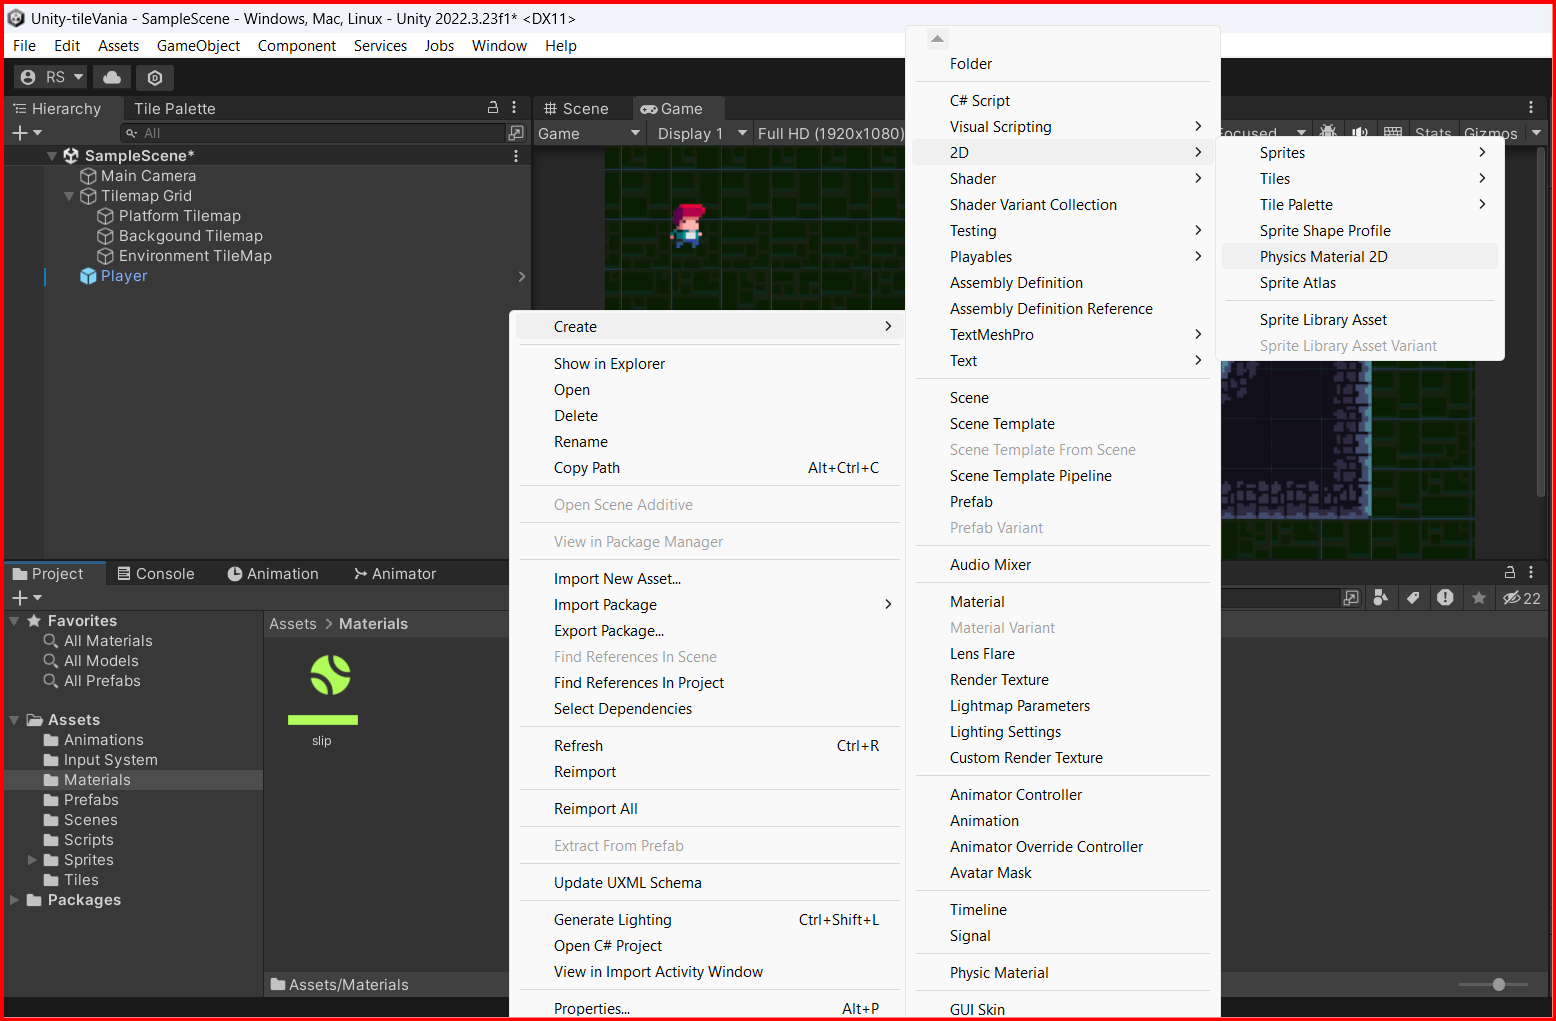 Unity-tileVania - SampleScene - Windows, Mac, Linux - Unity 2022.3.23f1* <DX11>
File Edit Assets GameObject Component Services Jobs Window Help
RS
Hierarchy Tile Palette
All
SampleScene*
Main Camera
Tilemap Grid
Platform Tilemap
Backgound Tilemap
Environment TileMap
Player
Scene Game
Game Display 1 Full HD (1920x1080)
Focused Stats Gizmos
Create
Show in Explorer
Open
Delete
Rename
Copy Path Alt+Ctrl+C
Open Scene Additive
View in Package Manager
Import New Asset...
Import Package
Export Package...
Find References In Scene
Find References In Project
Select Dependencies
Refresh Ctrl+R
Reimport
Reimport All
Extract From Prefab
Update UXML Schema
Generate Lighting Ctrl+Shift+L
Open C# Project
View in Import Activity Window
Properties... Alt+P
Folder
C# Script
Visual Scripting
2D
Shader
Shader Variant Collection
Testing
Playables
Assembly Definition
Assembly Definition Reference
TextMeshPro
Text
Scene
Scene Template
Scene Template From Scene
Scene Template Pipeline
Prefab
Prefab Variant
Audio Mixer
Material
Material Variant
Lens Flare
Render Texture
Lightmap Parameters
Lighting Settings
Custom Render Texture
Animator Controller
Animation
Animator Override Controller
Avatar Mask
Timeline
Signal
Physic Material
GUI Skin
Sprites
Tiles
Tile Palette
Sprite Shape Profile
Physics Material 2D
Sprite Atlas
Sprite Library Asset
Sprite Library Asset Variant
Project Console Animation Animator
22
Favorites
All Materials
All Models
All Prefabs
Assets
Animations
Input System
Materials
Prefabs
Scenes
Scripts
Sprites
Tiles
Packages
Assets > Materials
slip
Assets/Materials